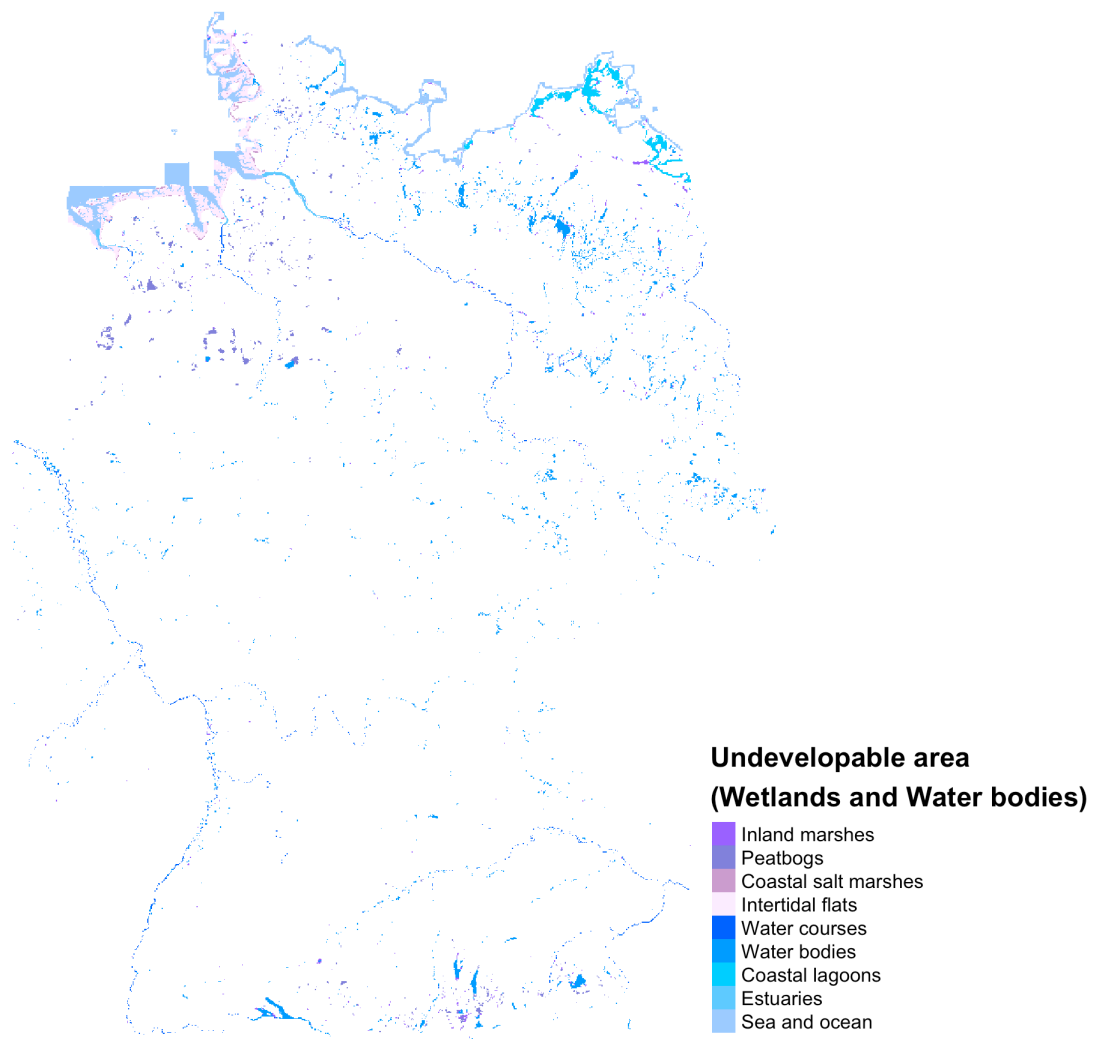 Undevelopable area
(Wetlands and Water bodies)
Inland marshes
Peatbogs
Coastal salt marshes
Intertidal flats
Water courses
Water bodies
Coastal lagoons
Estuaries
Sea and ocean